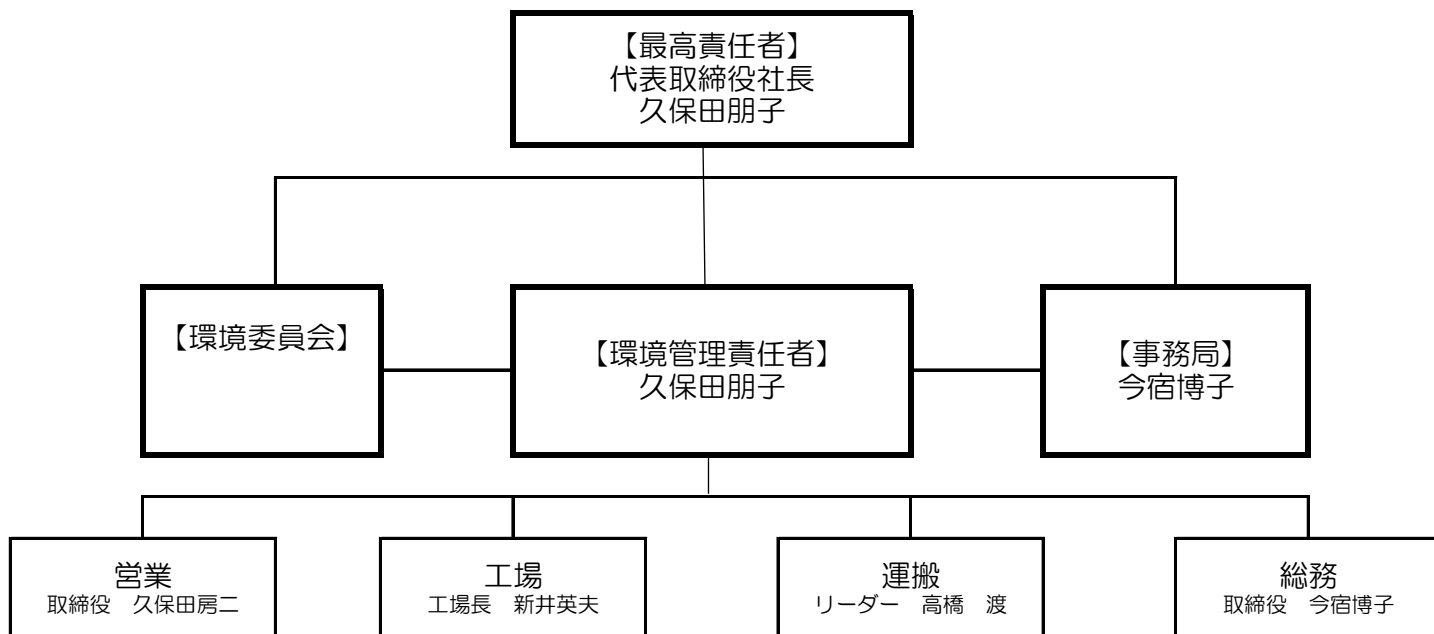 【最高責任者】
代表取締役社長
久保田朋子
【環境委員会】
【環境管理責任者】
久保田朋子
【事務局】
今宿博子
営業
取締役　久保田房二
工場
工場長　新井英夫
運搬
リーダー　高橋　渡
総務
取締役　今宿博子